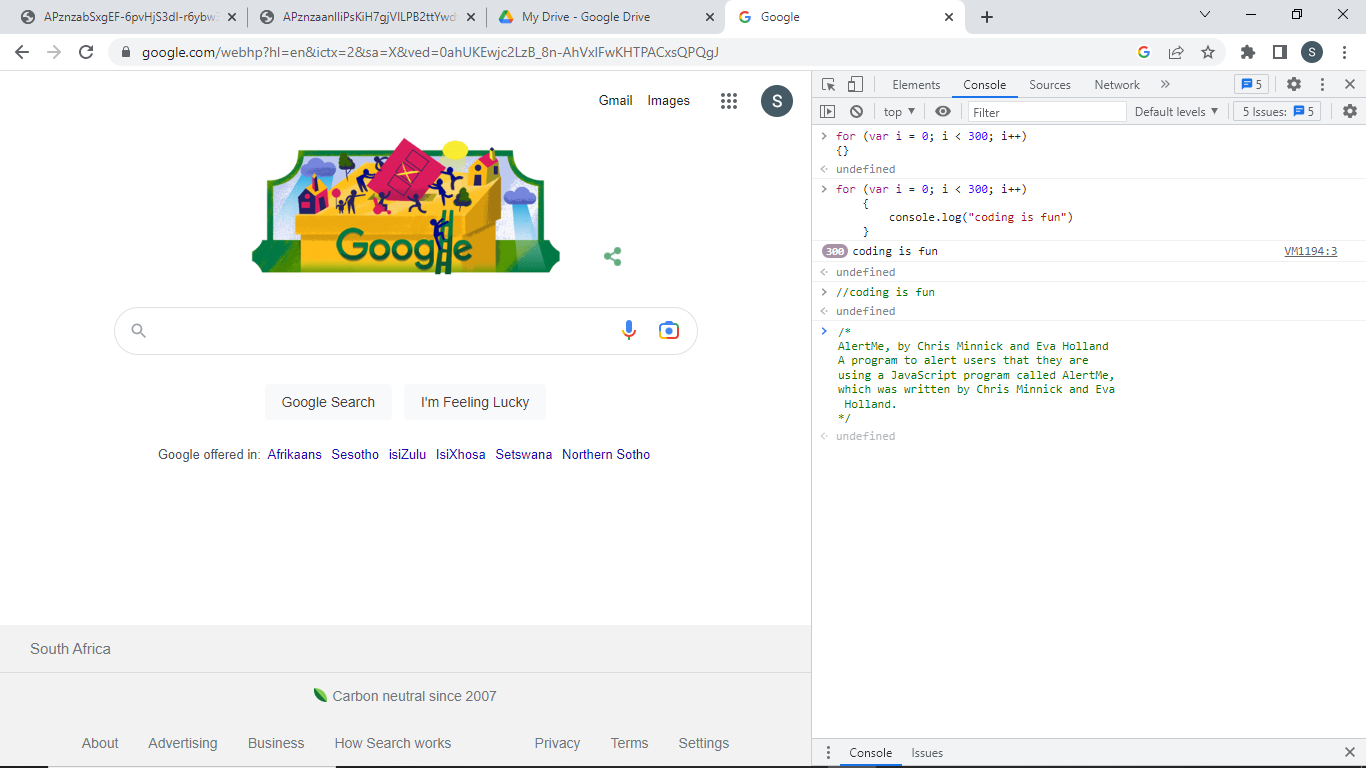 APznzabSxgEF-6pvHjS3dI-r6ybw
APznzaanIliPsKiH7gjVILPB2ttYwd
My Drive - Google Drive
Google
google.com/webhp?hl=en&ictx=2&sa=X&ved=0ahUKEwjc2LzB_8n-AhVxIFwKHTPACxsQPQgJ
S
Gmail Images S
Google
Google Search
I'm Feeling Lucky
Google offered in: Afrikaans Sesotho isiZulu IsiXhosa Setswana Northern Sotho
South Africa
Carbon neutral since 2007
About Advertising Business How Search works Privacy Terms Settings
Elements Console Sources Network 5
top Filter Default levels 5 Issues: 5
for (var i = 0; i < 300; i++)
{}
undefined
for (var i = 0; i < 300; i++)
{
console.log("coding is fun")
}
300 coding is fun VM1194:3
undefined
//coding is fun
undefined
/*
AlertMe, by Chris Minnick and Eva Holland
A program to alert users that they are
using a JavaScript program called AlertMe,
which was written by Chris Minnick and Eva
Holland.
*/
undefined
Console Issues